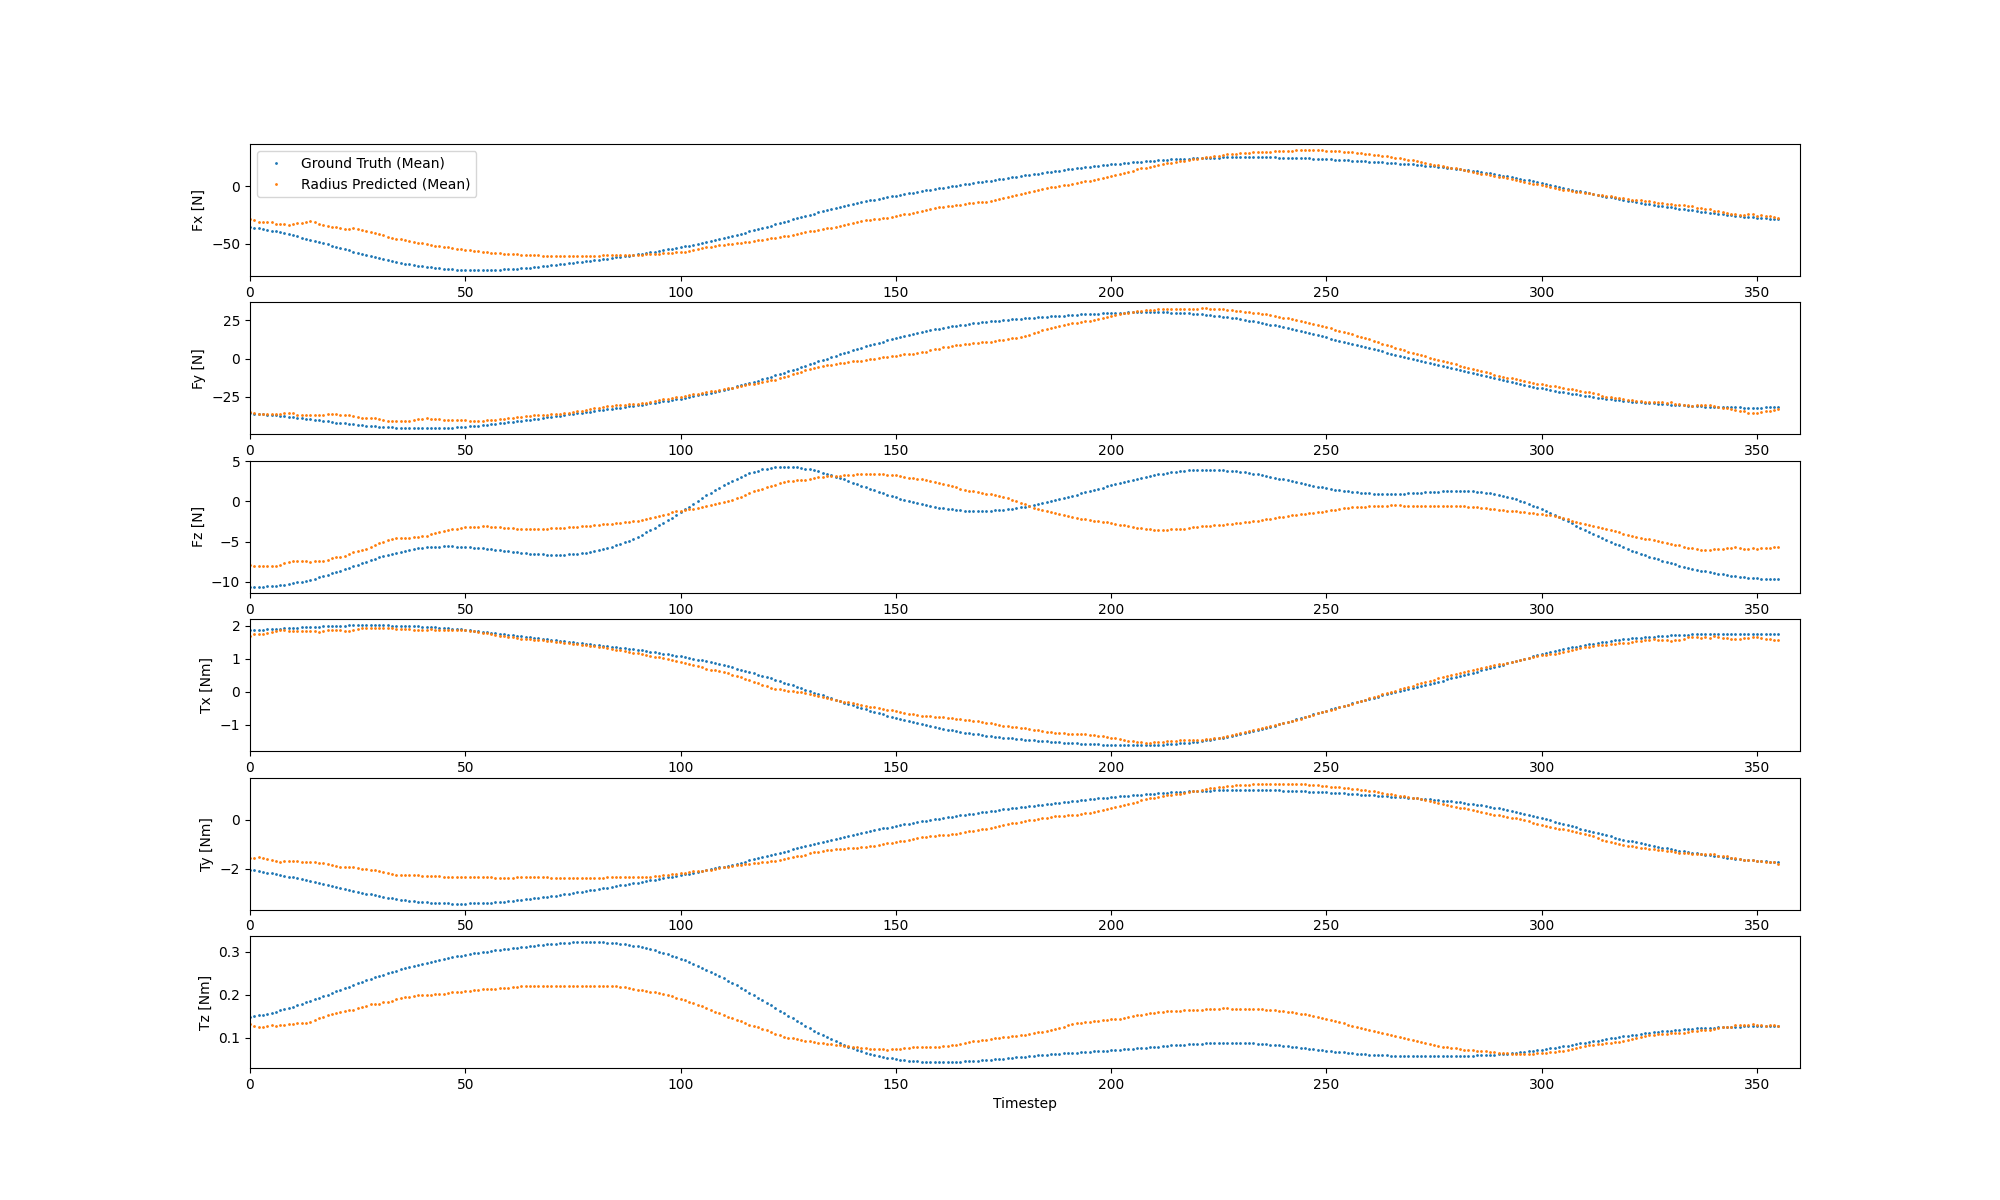 Ground Truth (Mean)
Radius Predicted (Mean)
Fx [N]
0
−50
0 50 100 150 200 250 300 350
Fy [N]
25
0
−25
0 50 100 150 200 250 300 350
Fz [N]
5
0
−5
−10
0 50 100 150 200 250 300 350
Tx [Nm]
2
1
0
−1
0 50 100 150 200 250 300 350
Ty [Nm]
0
−2
0 50 100 150 200 250 300 350
Tz [Nm]
0.3
0.2
0.1
0 50 100 150 200 250 300 350
Timestep